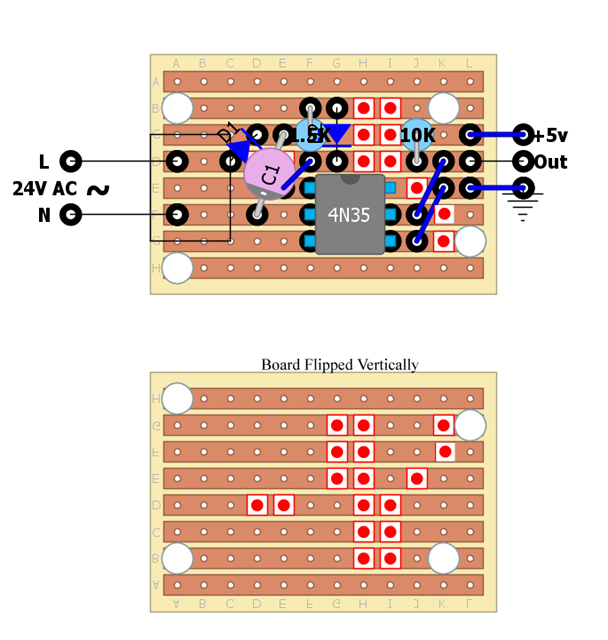 A B C D E F G H I J K L
A
B
C
D
E
H
D1
1.5K
10K
+5v
L
Out
24V AC ~
C1
4N35
N
Board Flipped Vertically
H
G
F
E
D
C
B
A
A B C D E F G H I J K L